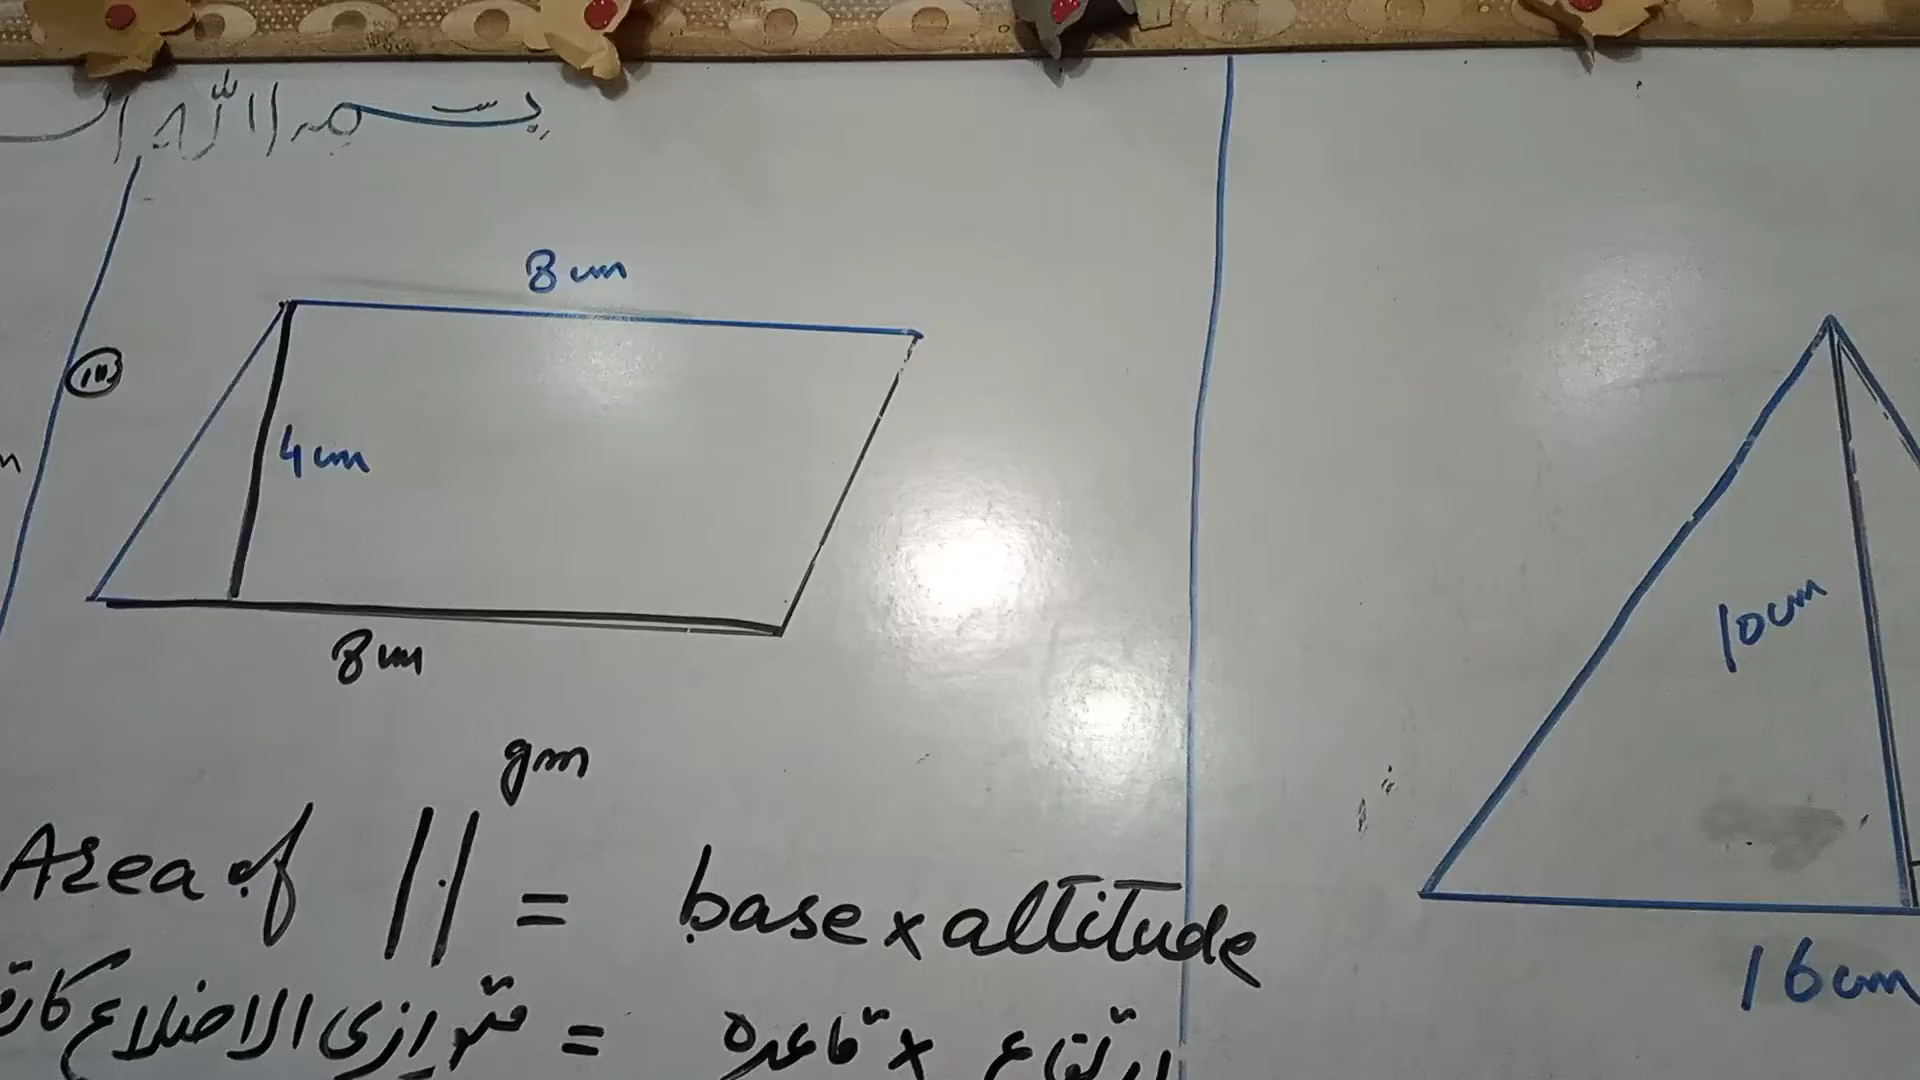 بسم اللہ
(iii)
8 cm
4 cm
8 cm
10 cm
16 cm
Area of ||gm = base x altitude
متوازی الاضلاع کا = قاعدہ x ارتفاع